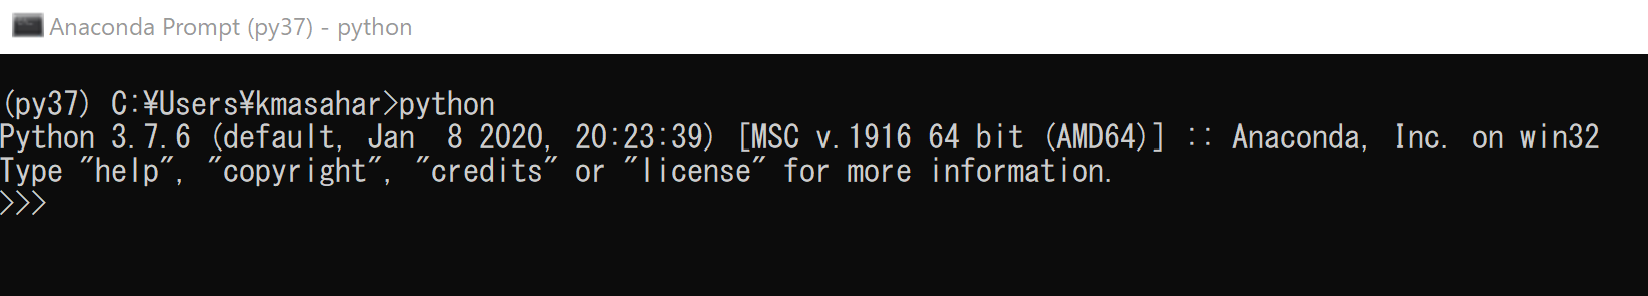 Anaconda Prompt (py37) - python
(py37) C:¥Users¥kmasahar>python
Python 3.7.6 (default, Jan  8 2020, 20:23:39) [MSC v.1916 64 bit (AMD64)] :: Anaconda, Inc. on win32
Type "help", "copyright", "credits" or "license" for more information.
>>>